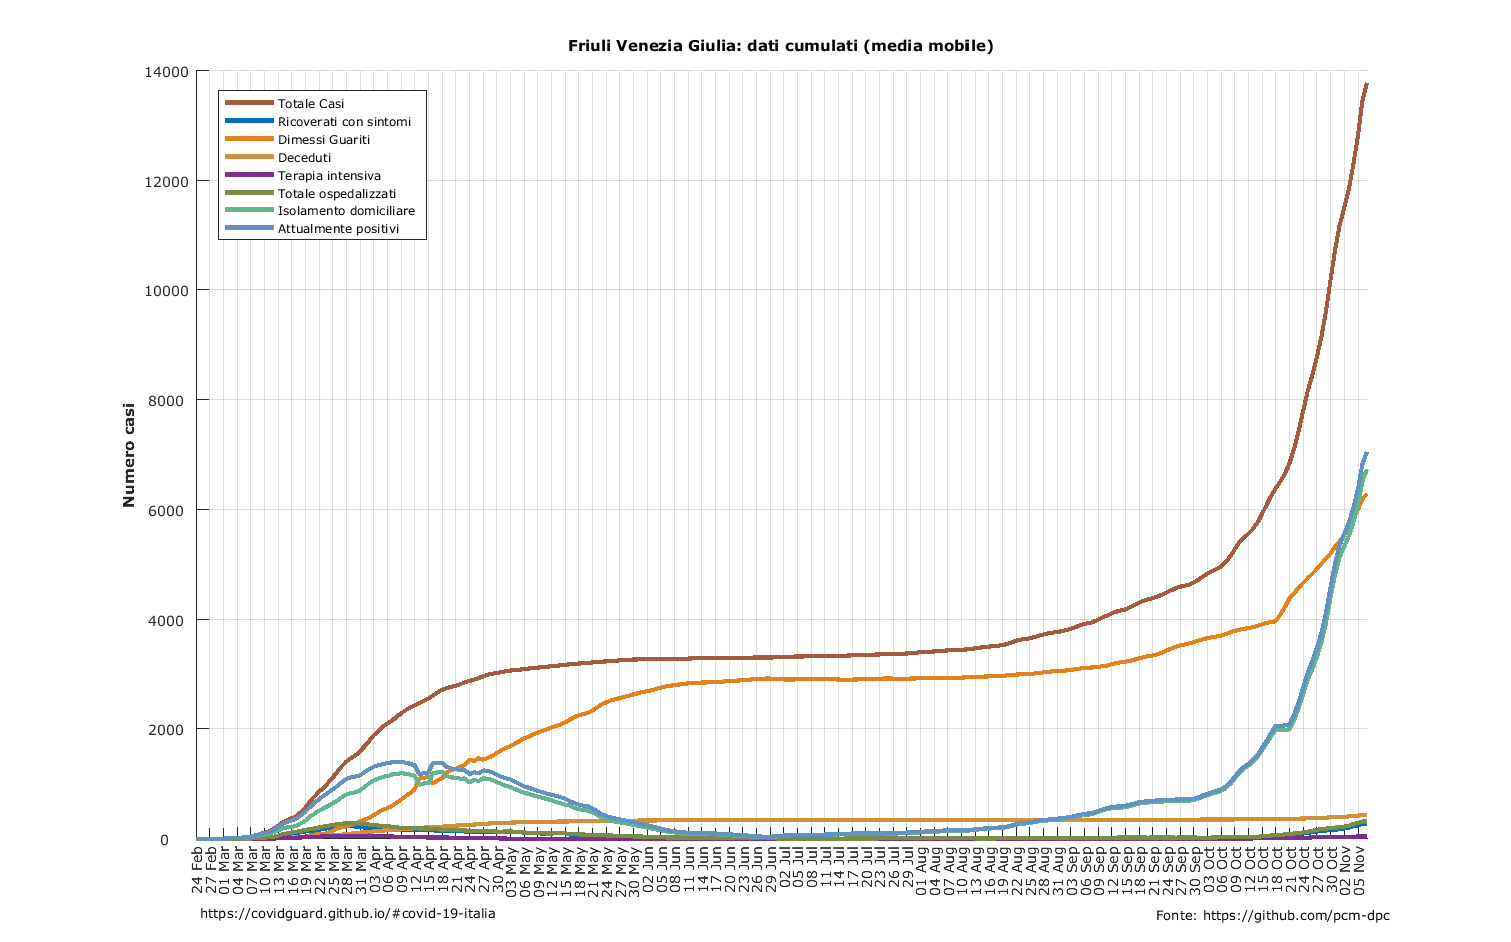 Friuli Venezia Giulia: dati cumulati (media mobile)
14000
12000
10000
8000
6000
4000
2000
0
Numero casi
Totale Casi
Ricoverati con sintomi
Dimessi Guariti
Deceduti
Terapia intensiva
Totale ospedalizzati
Isolamento domiciliare
Attualmente positivi
24 Feb
27 Feb
01 Mar
04 Mar
07 Mar
10 Mar
13 Mar
16 Mar
19 Mar
22 Mar
25 Mar
28 Mar
31 Mar
03 Apr
06 Apr
09 Apr
12 Apr
15 Apr
18 Apr
21 Apr
24 Apr
27 Apr
30 Apr
03 May
06 May
09 May
12 May
15 May
18 May
21 May
24 May
27 May
30 May
02 Jun
05 Jun
08 Jun
11 Jun
14 Jun
17 Jun
20 Jun
23 Jun
26 Jun
29 Jun
02 Jul
05 Jul
08 Jul
11 Jul
14 Jul
17 Jul
20 Jul
23 Jul
26 Jul
29 Jul
01 Aug
04 Aug
07 Aug
10 Aug
13 Aug
16 Aug
19 Aug
22 Aug
25 Aug
28 Aug
31 Aug
03 Sep
06 Sep
09 Sep
12 Sep
15 Sep
18 Sep
21 Sep
24 Sep
27 Sep
30 Sep
03 Oct
06 Oct
09 Oct
12 Oct
15 Oct
18 Oct
21 Oct
24 Oct
27 Oct
30 Oct
02 Nov
05 Nov
https://covidguard.github.io/#covid-19-italia
Fonte: https://github.com/pcm-dpc